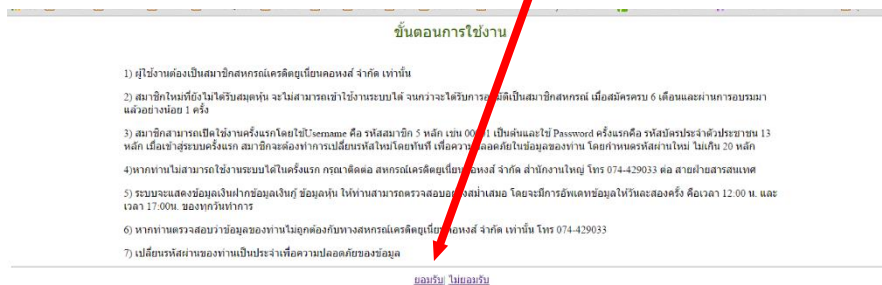 ขั้นตอนการใช้งาน
1) ผู้ใช้งานต้องเป็นสมาชิกสหกรณ์เครดิตยูเนี่ยนคอหงส์ จำกัด เท่านั้น
2) สมาชิกใหม่ที่ยังไม่ได้รับสมุดหุ้น จะไม่สามารถเข้าใช้งานระบบได้ จนกว่าจะได้รับการ มัติเป็นสมาชิกสหกรณ์ เมื่อสมัครครบ 6 เดือนและผ่านการอบรมมา
แล้วอย่างน้อย 1 ครั้ง
3) สมาชิกสามารถเปิดใช้งานครั้งแรกโดยใช้Username คือ รหัสสมาชิก 5 หลัก เช่น 00 1 เป็นต้นและใช้ Password ครั้งแรกคือ รหัสบัตรประจำตัวประชาชน 13
หลัก เมื่อเข้าสู่ระบบครั้งแรก สมาชิกจะต้องทำการเปลี่ยนรหัสใหม่โดยทันที เพื่อความ ลอดภัยในข้อมูลของท่าน โดยกำหนดรหัสผ่านใหม่ ไม่เกิน 20 หลัก
4)หากท่านไม่สามารถใช้งานระบบได้ในครั้งแรก กรุณาติดต่อ สหกรณ์เครดิตยูเนี่ย อหงส์ จำกัด สำนักงานใหญ่ โทร 074-429033 ต่อ สายฝ่ายสารสนเทศ
5) ระบบจะแสดงข้อมูลเงินฝากข้อมูลเงินกู้ ข้อมูลหุ้น ให้ท่านสามารถตรวจสอบอ งสม่ำเสมอ โดยจะมีการอัพเดทข้อมูลให้วันละสองครั้ง คือเวลา 12:00 น. และ
เวลา 17:00น. ของทุกวันทำการ
6) หากท่านตรวจสอบว่าข้อมูลของท่านไม่ถูกต้องกับทางสหกรณ์เครดิตยูเนี่ย อหงส์ จำกัด เท่านั้น โทร 074-429033
7) เปลี่ยนรหัสผ่านของท่านเป็นประจำเพื่อความปลอดภัยของข้อมูล
ยอมรับ| ไม่ยอมรับ